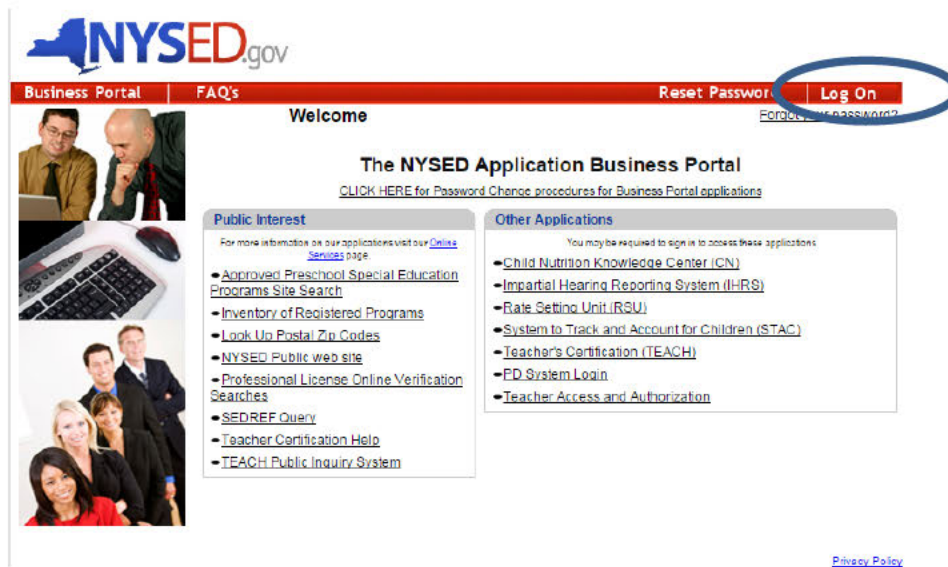 NYSED.gov
Business Portal FAQ's Reset Password Log On
Welcome Forgot your password?
The NYSED Application Business Portal
CLICK HERE for Password Change procedures for Business Portal applications
Public Interest
For more information on our applications visit our Online
Services page.
Approved Preschool Special Education
Programs Site Search
Inventory of Registered Programs
Look Up Postal Zip Codes
NYSED Public web site
Professional License Online Verification
Searches
SEDREF Query
Teacher Certification Help
TEACH Public Inquiry System
Other Applications
You may be required to sign in to access these applications
Child Nutrition Knowledge Center (CN)
Impartial Hearing Reporting System (IHRS)
Rate Setting Unit (RSU)
System to Track and Account for Children (STAC)
Teacher's Certification (TEACH)
PD System Login
Teacher Access and Authorization
Privacy Policy